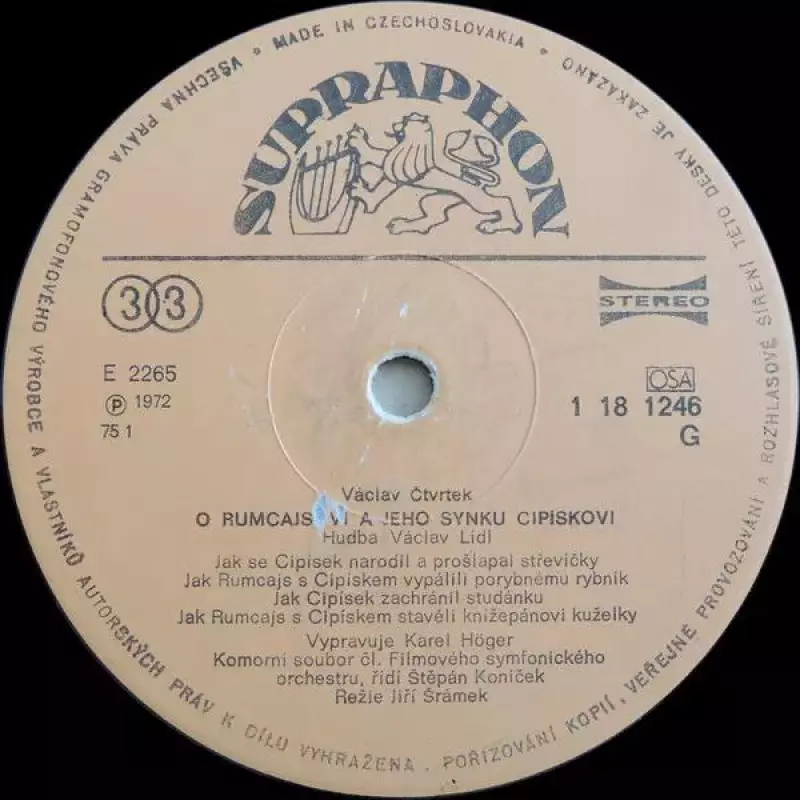 MADE IN CZECHOSLOVAKIA
SUPRAPHON
33
STEREO
E 2265
Ⓟ 1972
75 1
OSA
1 18 1246
G
Václav Čtvrtek
O RUMCAJSOVI A JEHO SYNKU CIPÍSKOVI
Hudba Václav Lídl
Jak se Cipísek narodil a prošlapal střevíčky
Jak Rumcajs s Cipískem vypálili porybnému rybník
Jak Cipísek zachránil studánku
Jak Rumcajs s Cipískem stavěli knížepánovi kuželky
Vypravuje Karel Höger
Komorní soubor čl. Filmového symfonického
orchestru, řídí Štěpán Koníček
Režie Jiří Šrámek
VŠECHNA PRÁVA GRAMOFONOVÉHO VÝROBCE A VLASTNÍKŮ AUTORSKÝCH PRÁV K DÍLU VYHRAŽENA . POŘIZOVÁNÍ KOPIÍ, VEŘEJNÉ PROVOZOVÁNÍ A ROZHLASOVÉ ŠÍŘENÍ TÉTO DESKY JE ZAKÁZÁNO